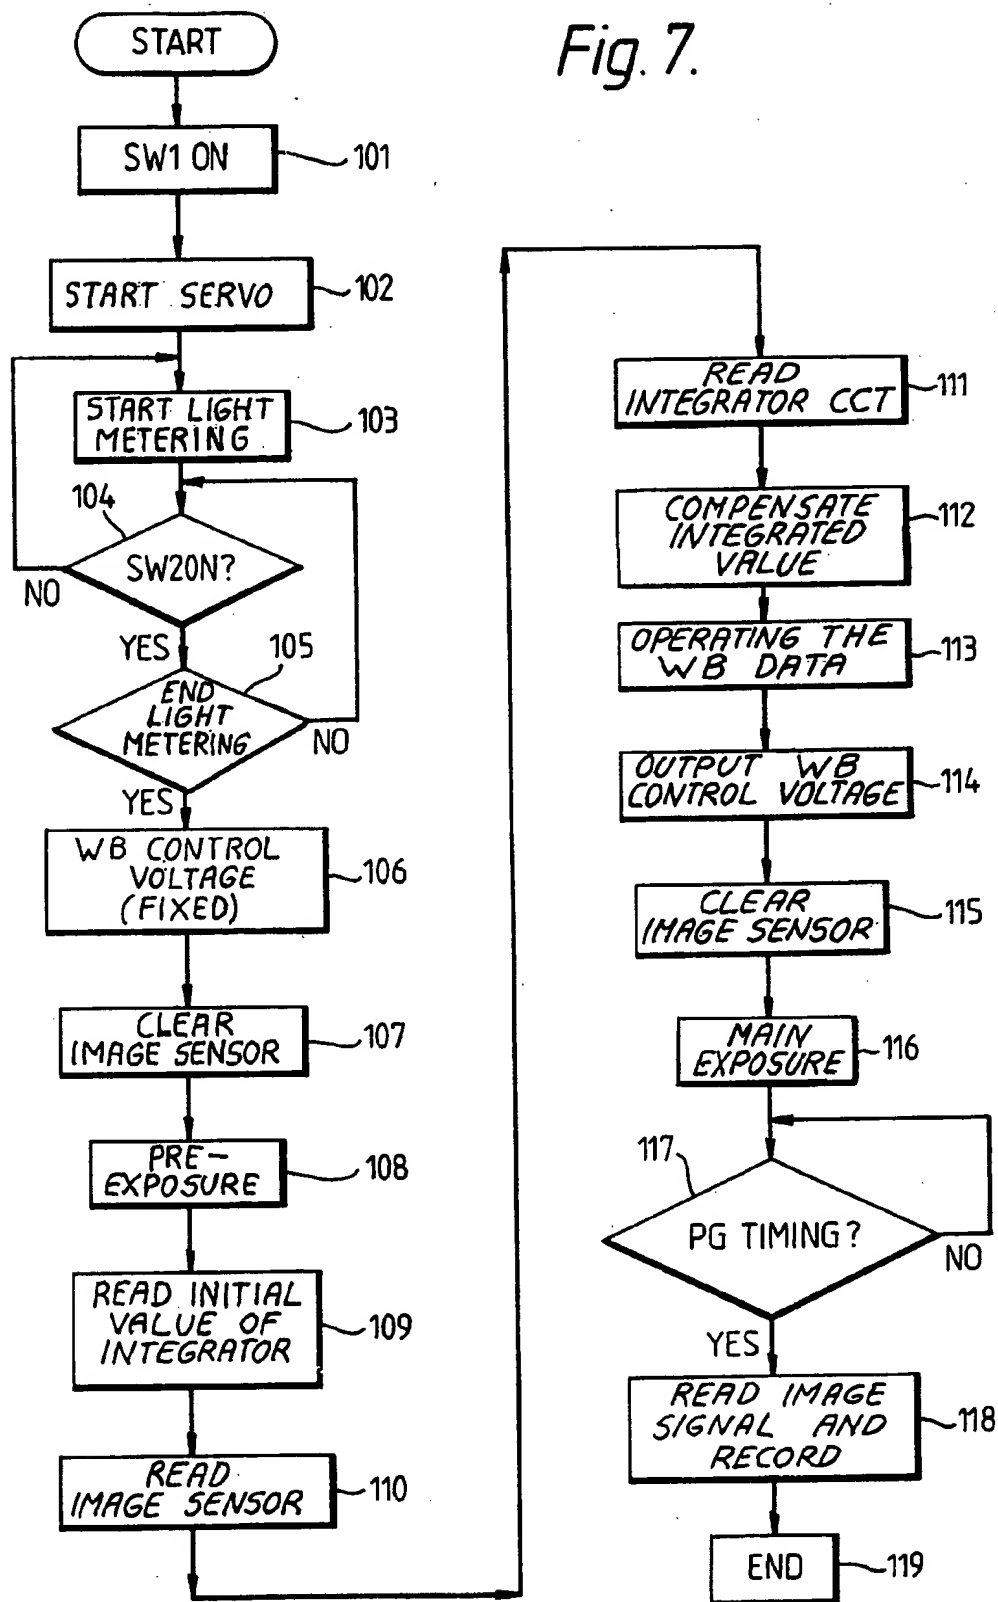 Fig. 7.
START
SW1 ON
101
START SERVO
102
START LIGHT
METERING
103
104
SW2ON?
NO
YES
105
END
LIGHT
METERING
NO
YES
WB CONTROL
VOLTAGE
(FIXED)
106
CLEAR
IMAGE SENSOR
107
PRE-
EXPOSURE
108
READ INITIAL
VALUE OF
INTEGRATOR
109
READ
IMAGE SENSOR
110
READ
INTEGRATOR CCT
111
COMPENSATE
INTEGRATED
VALUE
112
OPERATING THE
WB DATA
113
OUTPUT WB
CONTROL VOLTAGE
114
CLEAR
IMAGE SENSOR
115
MAIN
EXPOSURE
116
117
PG TIMING?
NO
YES
READ IMAGE
SIGNAL AND
RECORD
118
END
119